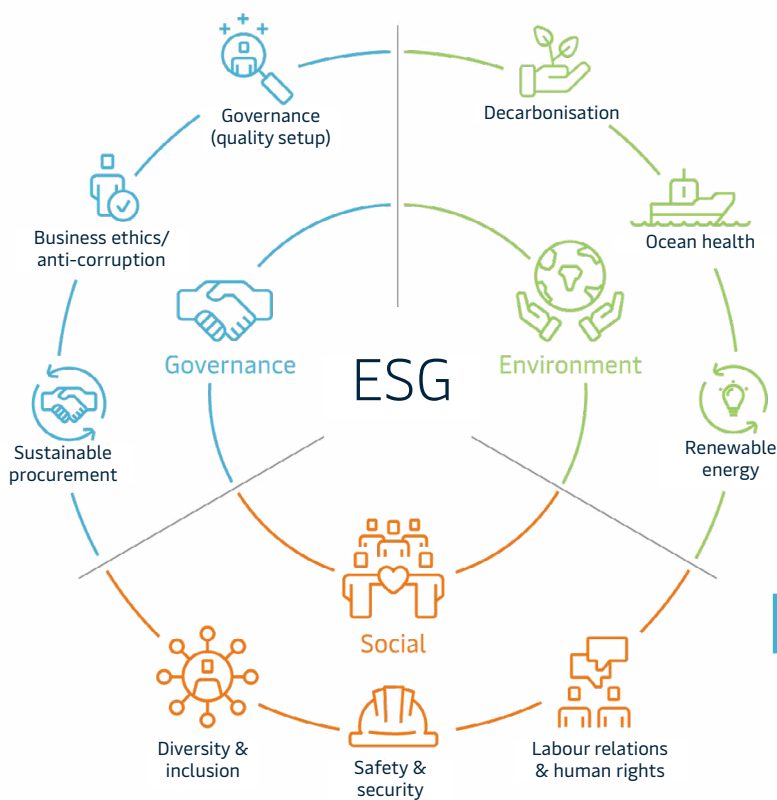 Governance
(quality setup)
Decarbonisation
Business ethics/
anti-corruption
Ocean health
Governance
ESG
Environment
Sustainable
procurement
Renewable
energy
Social
Diversity &
inclusion
Safety &
security
Labour relations
& human rights